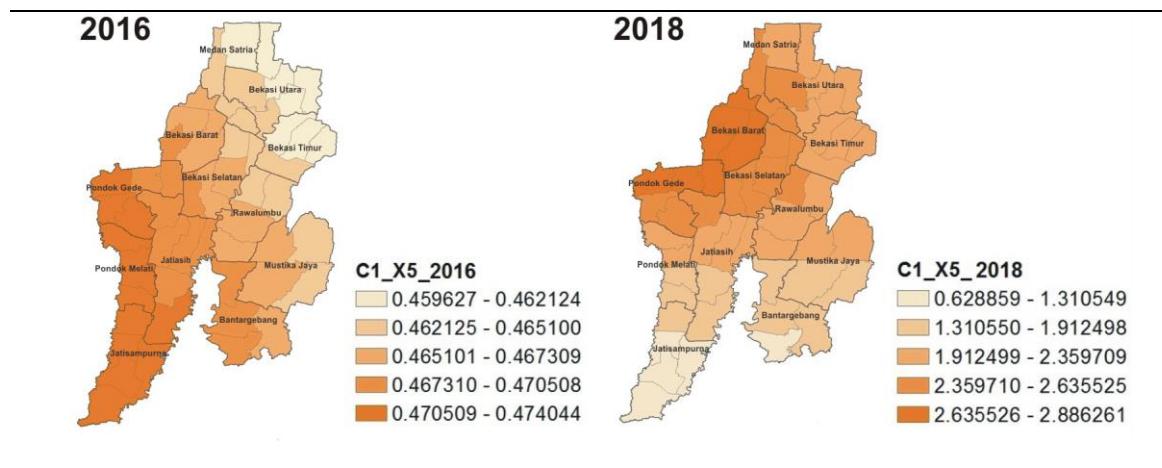 2016
Medan Satria
Bekasi Utara
Bekasi Barat
Bekasi Timur
Pondok Gede
Bekasi Selatan
Rawalumbu
Jatiasih
Pondok Melati
Mustika Jaya
Bantargebang
Jatisampurna
C1_X5_2016
0.459627 - 0.462124
0.462125 - 0.465100
0.465101 - 0.467309
0.467310 - 0.470508
0.470509 - 0.474044
2018
Medan Satria
Bekasi Utara
Bekasi Barat
Bekasi Timur
Bekasi Selatan
Pondok Gede
Rawalumbu
Jatiasih
Pondok Melati
Mustika Jaya
Bantargebang
Jatisampurna
C1_X5_ 2018
0.628859 - 1.310549
1.310550 - 1.912498
1.912499 - 2.359709
2.359710 - 2.635525
2.635526 - 2.886261